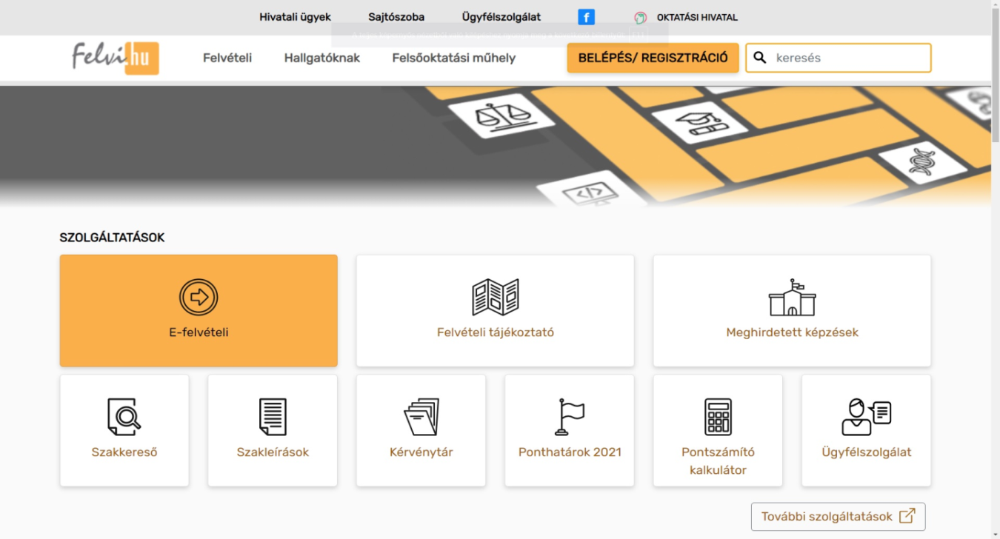 Hivatali ügyek Sajtószoba Ügyfélszolgálat f OKTATÁSI HIVATAL
Felvi.hu Felvételi Hallgatóknak Felsőoktatási műhely BELÉPÉS/ REGISZTRÁCIÓ keresés
SZOLGÁLTATÁSOK
E-felvételi Felvételi tájékoztató Meghirdetett képzések
Szakkereső Szakleírások Kérvénytár Ponthatárok 2021 Pontszámító Ügyfélszolgálat
kalkulátor
További szolgáltatások